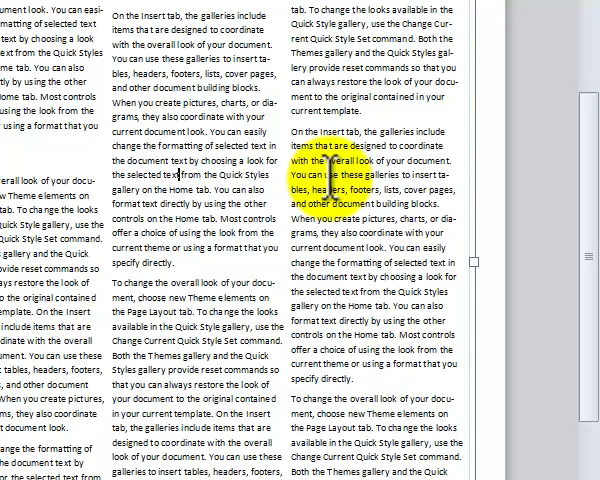 ument look. You can easi-
matting of selected text
text by choosing a look
text from the Quick Styles
me tab. You can also
tly by using the other
ome tab. Most controls
using the look from the
using a format that you
erall look of your docu-
w Theme elements on
tab. To change the looks
Quick Style gallery, use the
Quick Style Set command.
s gallery and the Quick
ovide reset commands so
ays restore the look of
o the original contained
template. On the Insert
include items that are
dinate with the overall
ument. You can use these
tables, headers, footers,
s, and other document
When you create pictures,
ms, they also coordinate
ument look.
ange the formatting of
he document text by
or the selected text from
On the Insert tab, the galleries include
items that are designed to coordinate
with the overall look of your document.
You can use these galleries to insert ta-
bles, headers, footers, lists, cover pages,
and other document building blocks.
When you create pictures, charts, or dia-
grams, they also coordinate with your
current document look. You can easily
change the formatting of selected text in
the document text by choosing a look for
the selected text from the Quick Styles
gallery on the Home tab. You can also
format text directly by using the other
controls on the Home tab. Most controls
offer a choice of using the look from the
current theme or using a format that you
specify directly.
To change the overall look of your docu-
ment, choose new Theme elements on
the Page Layout tab. To change the looks
available in the Quick Style gallery, use the
Change Current Quick Style Set command.
Both the Themes gallery and the Quick
Styles gallery provide reset commands so
that you can always restore the look of
your document to the original contained
in your current template. On the Insert
tab, the galleries include items that are
designed to coordinate with the overall
look of your document. You can use these
galleries to insert tables, headers, footers,
tab. To change the looks available in the
Quick Style gallery, use the Change Cur-
rent Quick Style Set command. Both the
Themes gallery and the Quick Styles gal-
lery provide reset commands so that you
can always restore the look of your docu-
ment to the original contained in your
current template.
On the Insert tab, the galleries include
items that are designed to coordinate
with the overall look of your document.
You can use these galleries to insert ta-
bles, headers, footers, lists, cover pages,
and other document building blocks.
When you create pictures, charts, or dia-
grams, they also coordinate with your
current document look. You can easily
change the formatting of selected text in
the document text by choosing a look for
the selected text from the Quick Styles
gallery on the Home tab. You can also
format text directly by using the other
controls on the Home tab. Most controls
offer a choice of using the look from the
current theme or using a format that you
specify directly.
To change the overall look of your docu-
ment, choose new Theme elements on
the Page Layout tab. To change the looks
available in the Quick Style gallery, use the
Change Current Quick Style Set command.
Both the Themes gallery and the Quick